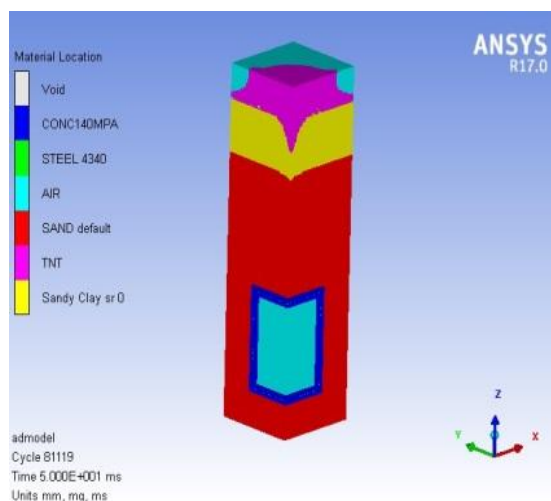 ANSYS
R17.0
Material Location
Void
CONC140MPA
STEEL 4340
AIR
SAND default
TNT
Sandy Clay sr 0
Z
Y
X
admodel
Cycle 81119
Time 5.000E+001 ms
Units mm, mg, ms